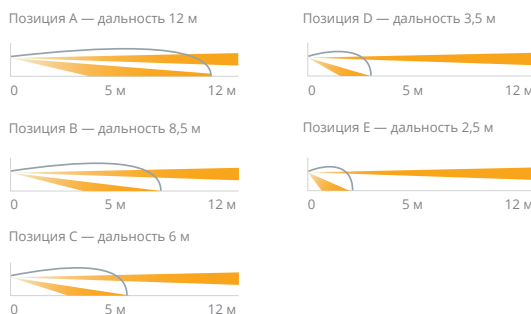 Позиция A — дальность 12 м
0 5 м 12 м
Позиция B — дальность 8,5 м
0 5 м 12 м
Позиция C — дальность 6 м
0 5 м 12 м
Позиция D — дальность 3,5 м
0 5 м 12 м
Позиция E — дальность 2,5 м
0 5 м 12 м